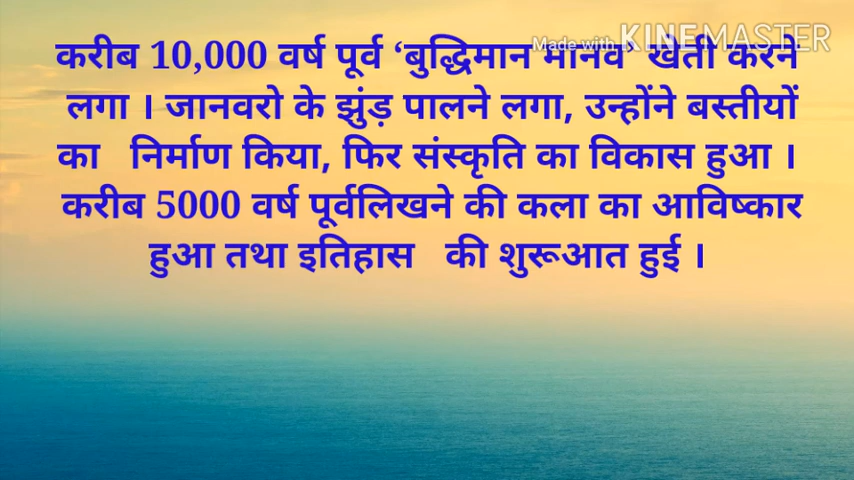 Made with KINEMASTER
करीब 10,000 वर्ष पूर्व ‘बुद्धिमान मानव’ खेती करने
लगा । जानवरो के झुंड़ पालने लगा, उन्होंने बस्तीयों
का निर्माण किया, फिर संस्कृति का विकास हुआ ।
करीब 5000 वर्ष पूर्वलिखने की कला का आविष्कार
हुआ तथा इतिहास की शुरूआत हुई ।